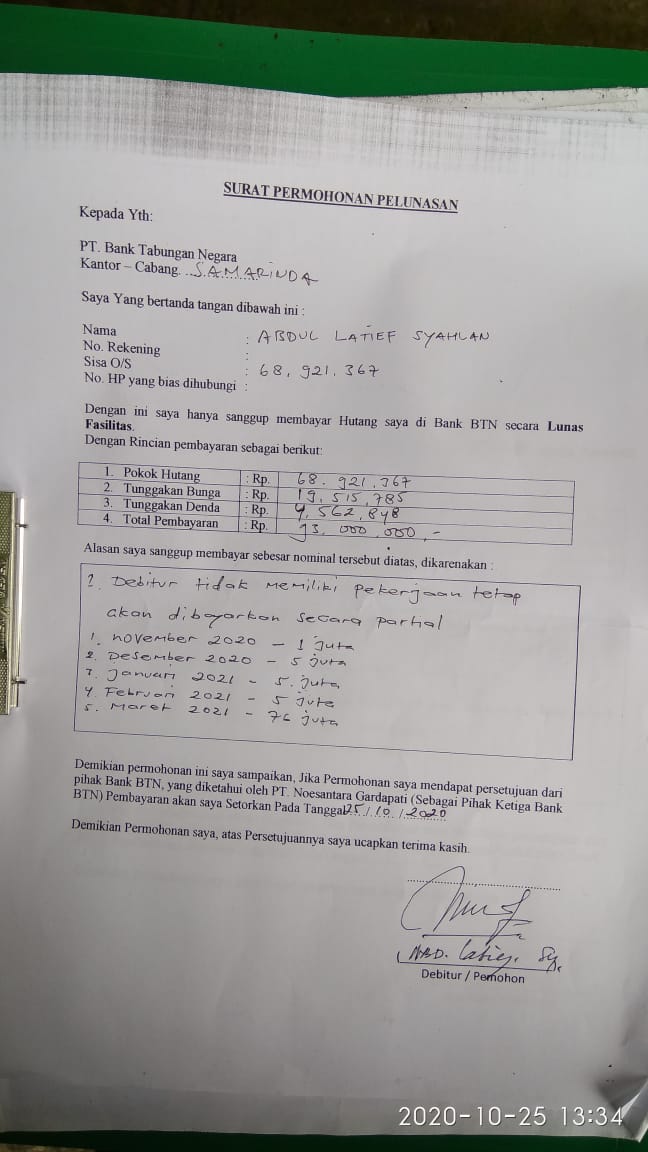 SURAT PERMOHONAN PELUNASAN
Kepada Yth:
PT. Bank Tabungan Negara
Kantor – Cabang. SAMARINDA
Saya Yang bertanda tangan dibawah ini :
Nama : ABDUL LATIEF SYAHLAN
No. Rekening :
Sisa O/S : 68,921.367
No. HP yang bias dihubungi :
Dengan ini saya hanya sanggup membayar Hutang saya di Bank BTN secara Lunas
Fasilitas.
Dengan Rincian pembayaran sebagai berikut:
1. Pokok Hutang : Rp. 68.921.367
2. Tunggakan Bunga : Rp. 19,515,785
3. Tunggakan Denda : Rp. 4,562,848
4. Total Pembayaran : Rp. 93.000.000,-
Alasan saya sanggup membayar sebesar nominal tersebut diatas, dikarenakan :
Debitur tidak memiliki pekerjaan tetap
akan dibayarkan secara partial
1. november 2020 - 1 juta
2. Desember 2020 - 5 juta
3. Januari 2021 - 5. juta
4. Februari 2021 - 5 juta
5. Maret 2021 - 76 juta
Demikian permohonan ini saya sampaikan, Jika Permohonan saya mendapat persetujuan dari
pihak Bank BTN, yang diketahui oleh PT. Noesantara Gardapati (Sebagai Pihak Ketiga Bank
BTN) Pembayaran akan saya Setorkan Pada Tanggal 25/10/2020
Demikian Permohonan saya, atas Persetujuannya saya ucapkan terima kasih.
Latief. Sy.
Debitur / Pemohon
2020-10-25 13:34